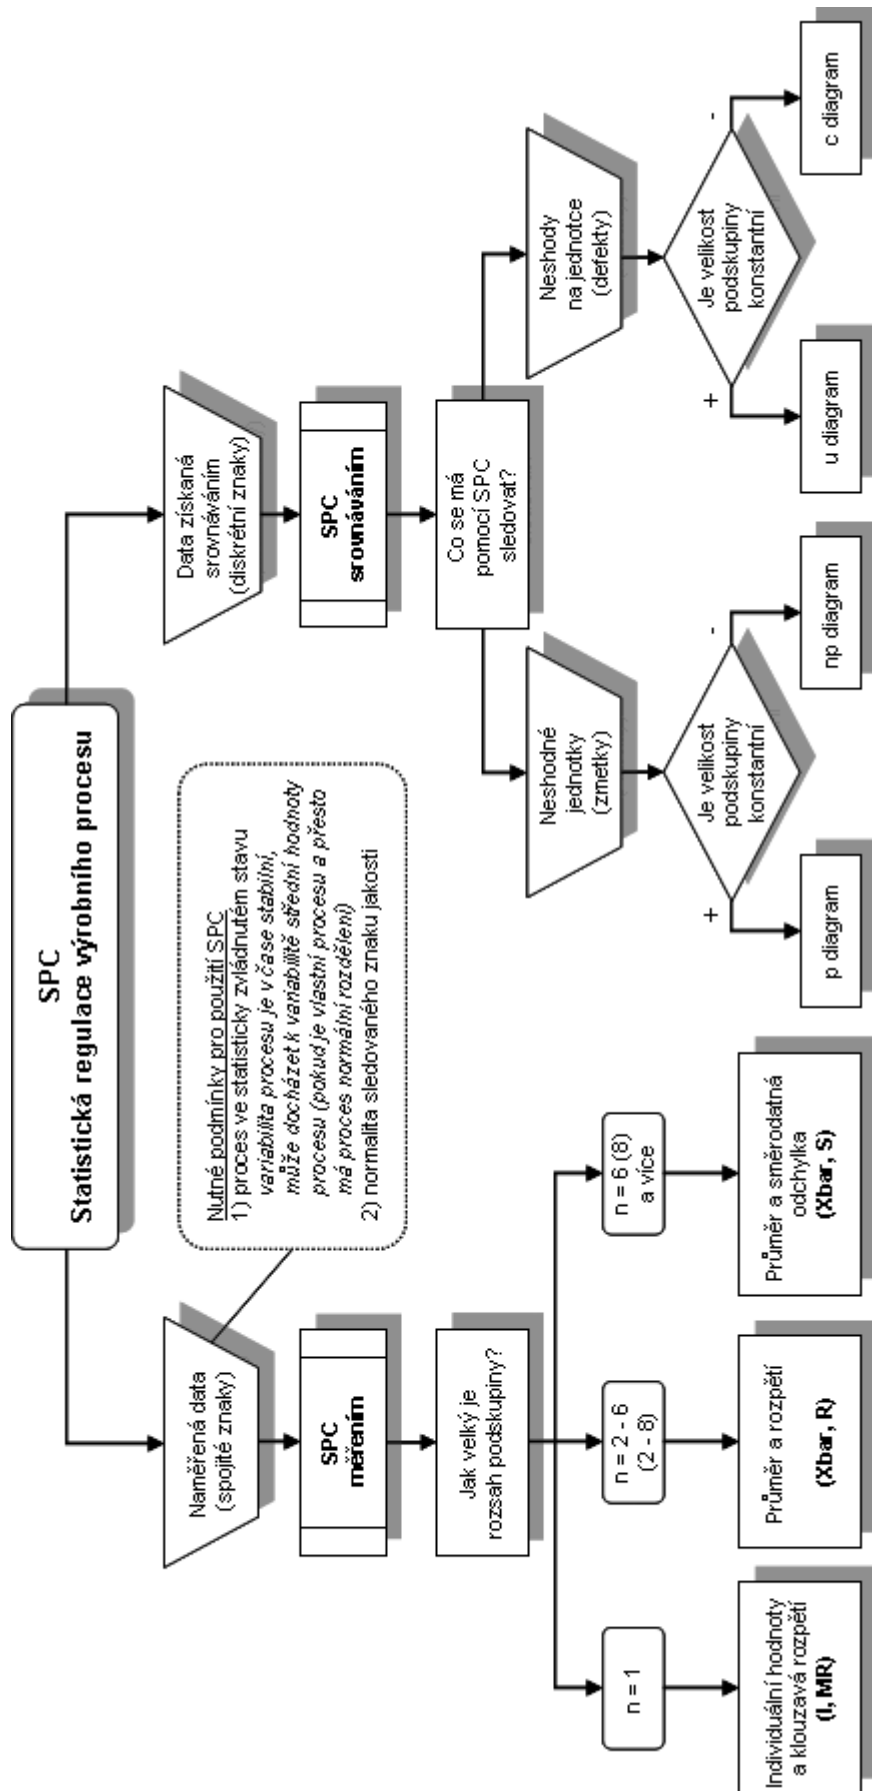 SPC
Statistická regulace výrobního procesu
Naměřená data
(spojité znaky)
Nutné podmínky pro použití SPC
1) proces ve statisticky zvládnutém stavu
variabilita procesu je v čase stabilní,
může docházet k variabilitě střední hodnoty
procesu (pokud je vlastní procesu a přesto
má proces normální rozdělení)
2) normalita sledovaného znaku jakosti
Data získaná
srovnáváním
(diskrétní znaky)
SPC
měřením
SPC
srovnáváním
Jak velký je
rozsah podskupiny?
Co se má
pomocí SPC
sledovat?
n = 1
n = 2 - 6
(2 - 8)
n = 6 (8)
a více
Neshodné
jednotky
(zmetky)
Neshody
na jednotce
(defekty)
Je velikost
podskupiny
konstantní
+
-
Je velikost
podskupiny
konstantní
+
-
Individuální hodnoty
a klouzavá rozpětí
(I, MR)
Průměr a rozpětí
(Xbar, R)
Průměr a směrodatná
odchylka
(Xbar, S)
p diagram
np diagram
u diagram
c diagram